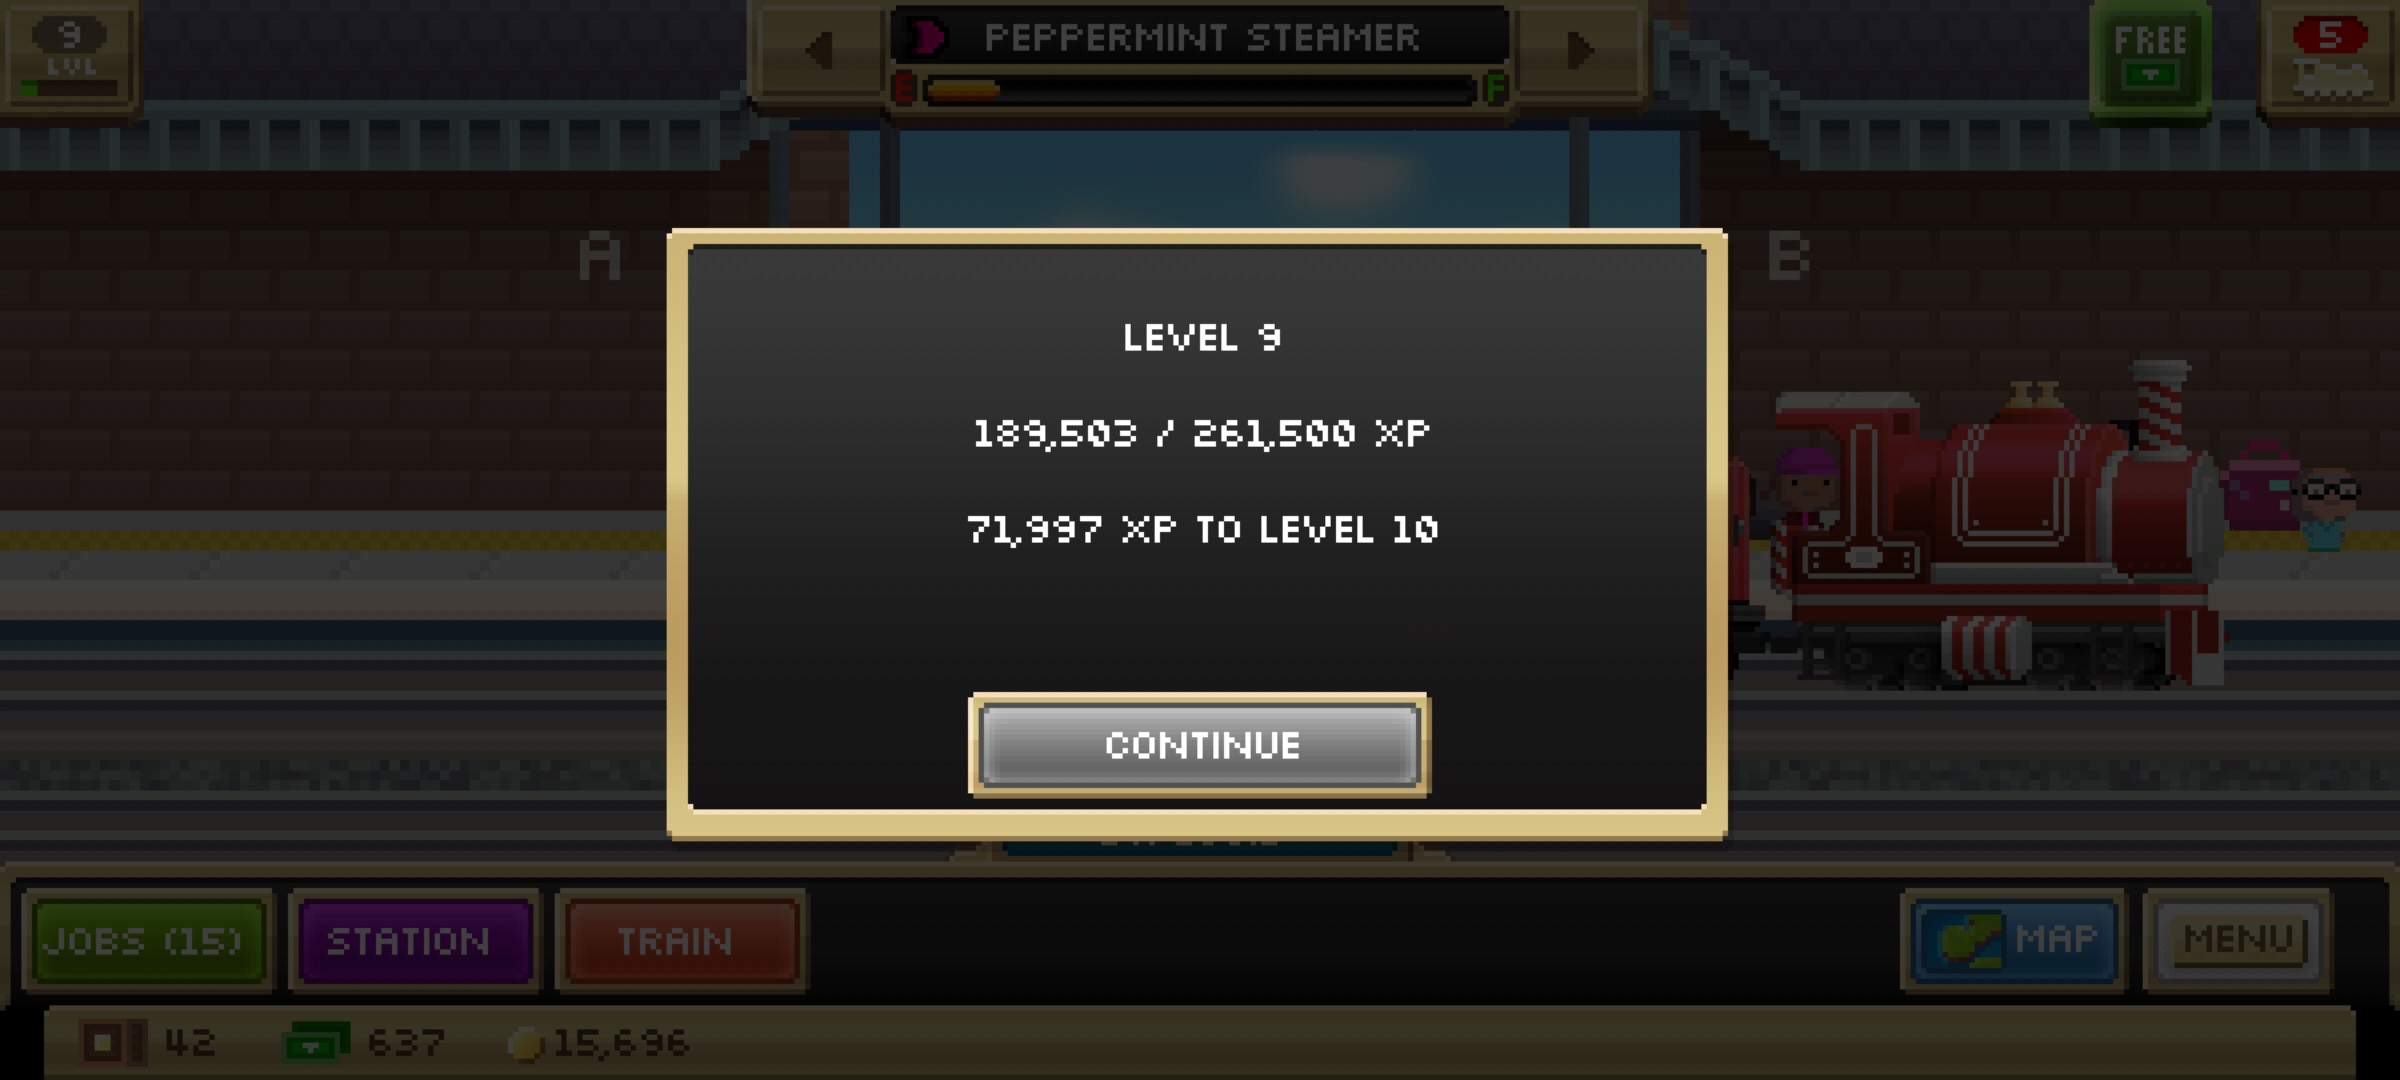 9
LVL
PEPPERMINT STEAMER
E
F
FREE
5
A
B
LEVEL 9
189,503 / 261,500 XP
71,997 XP TO LEVEL 10
CONTINUE
JOBS (15)
STATION
TRAIN
MAP
MENU
42
637
15,696